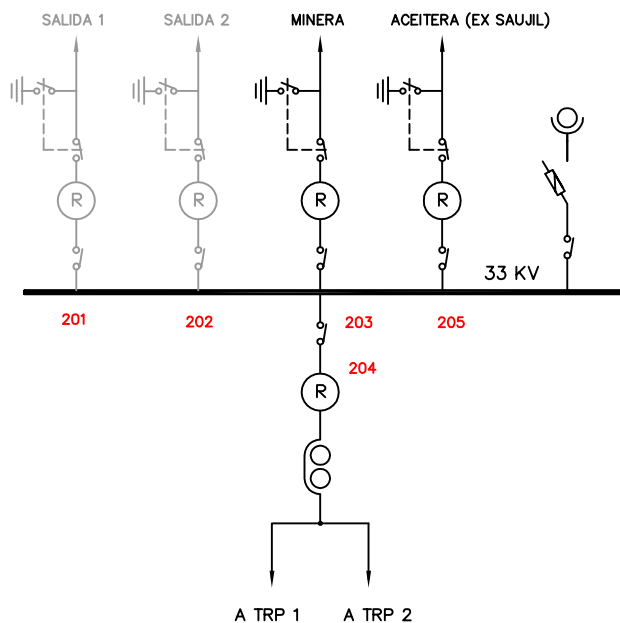 SALIDA 1
SALIDA 2
MINERA
ACEITERA (EX SAUJIL)
R
R
R
R
33 KV
201
202
203
205
204
R
A TRP 1
A TRP 2